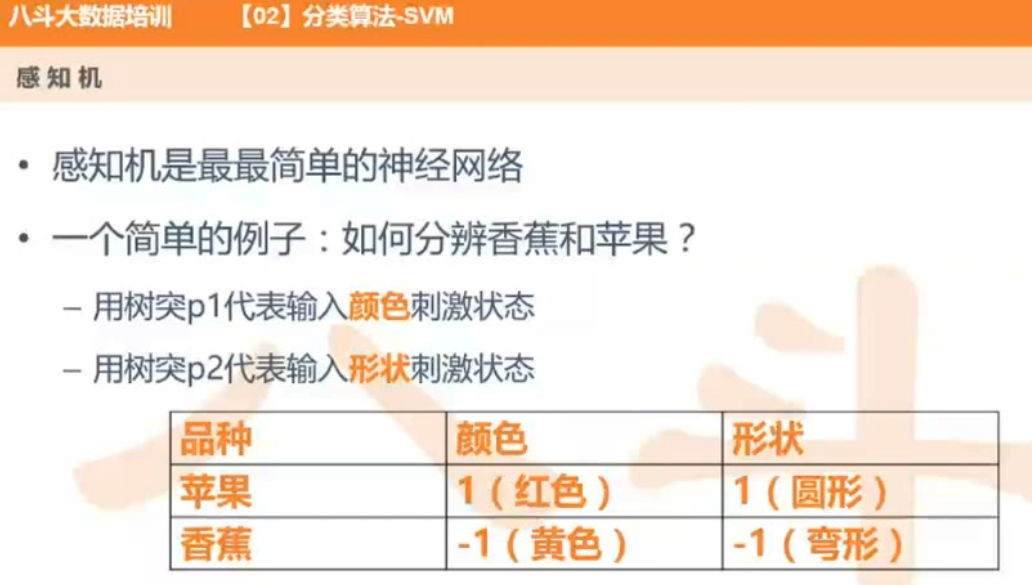 八斗大数据培训 【02】分类算法-SVM
感知机
• 感知机是最最简单的神经网络
• 一个简单的例子：如何分辨香蕉和苹果？
– 用树突p1代表输入颜色刺激状态
– 用树突p2代表输入形状刺激状态
品种 颜色 形状
苹果 1（红色） 1（圆形）
香蕉 -1（黄色） -1（弯形）
八斗